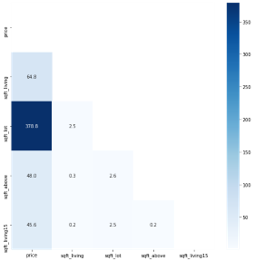 350
price
300
64.8
sqft_living
250
378.8
2.5
sqft_lot
200
150
48.0
0.3
2.6
sqft_above
100
45.6
0.2
2.5
0.2
sqft_living15
50
price
sqft_living
sqft_lot
sqft_above
sqft_living15